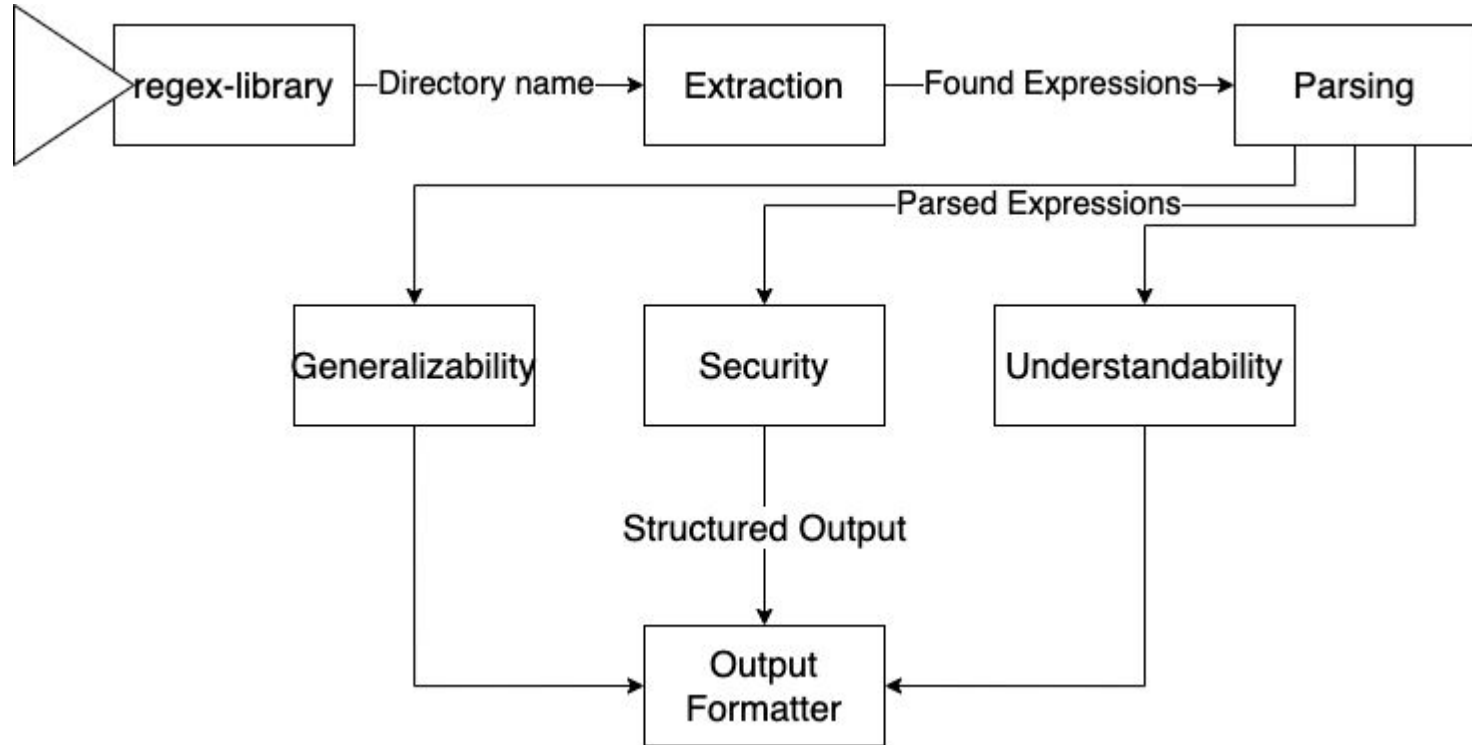 regex-library
Directory name
Extraction
Found Expressions
Parsing
Parsed Expressions
Generalizability
Security
Understandability
Structured Output
Output
Formatter